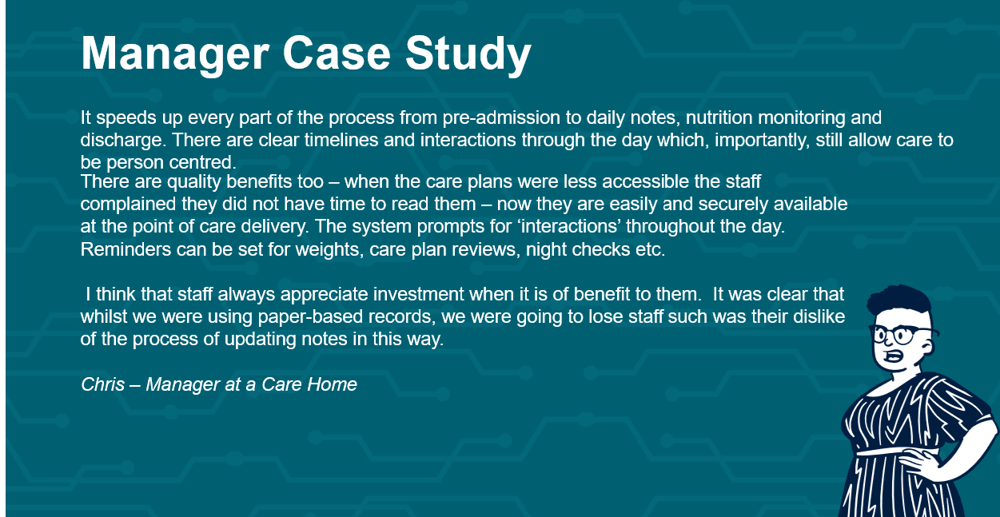 Manager Case Study
It speeds up every part of the process from pre-admission to daily notes, nutrition monitoring and
discharge. There are clear timelines and interactions through the day which, importantly, still allow care to
be person centred.
There are quality benefits too – when the care plans were less accessible the staff
complained they did not have time to read them – now they are easily and securely available
at the point of care delivery. The system prompts for ‘interactions’ throughout the day.
Reminders can be set for weights, care plan reviews, night checks etc.
I think that staff always appreciate investment when it is of benefit to them.  It was clear that
whilst we were using paper-based records, we were going to lose staff such was their dislike
of the process of updating notes in this way.
Chris – Manager at a Care Home